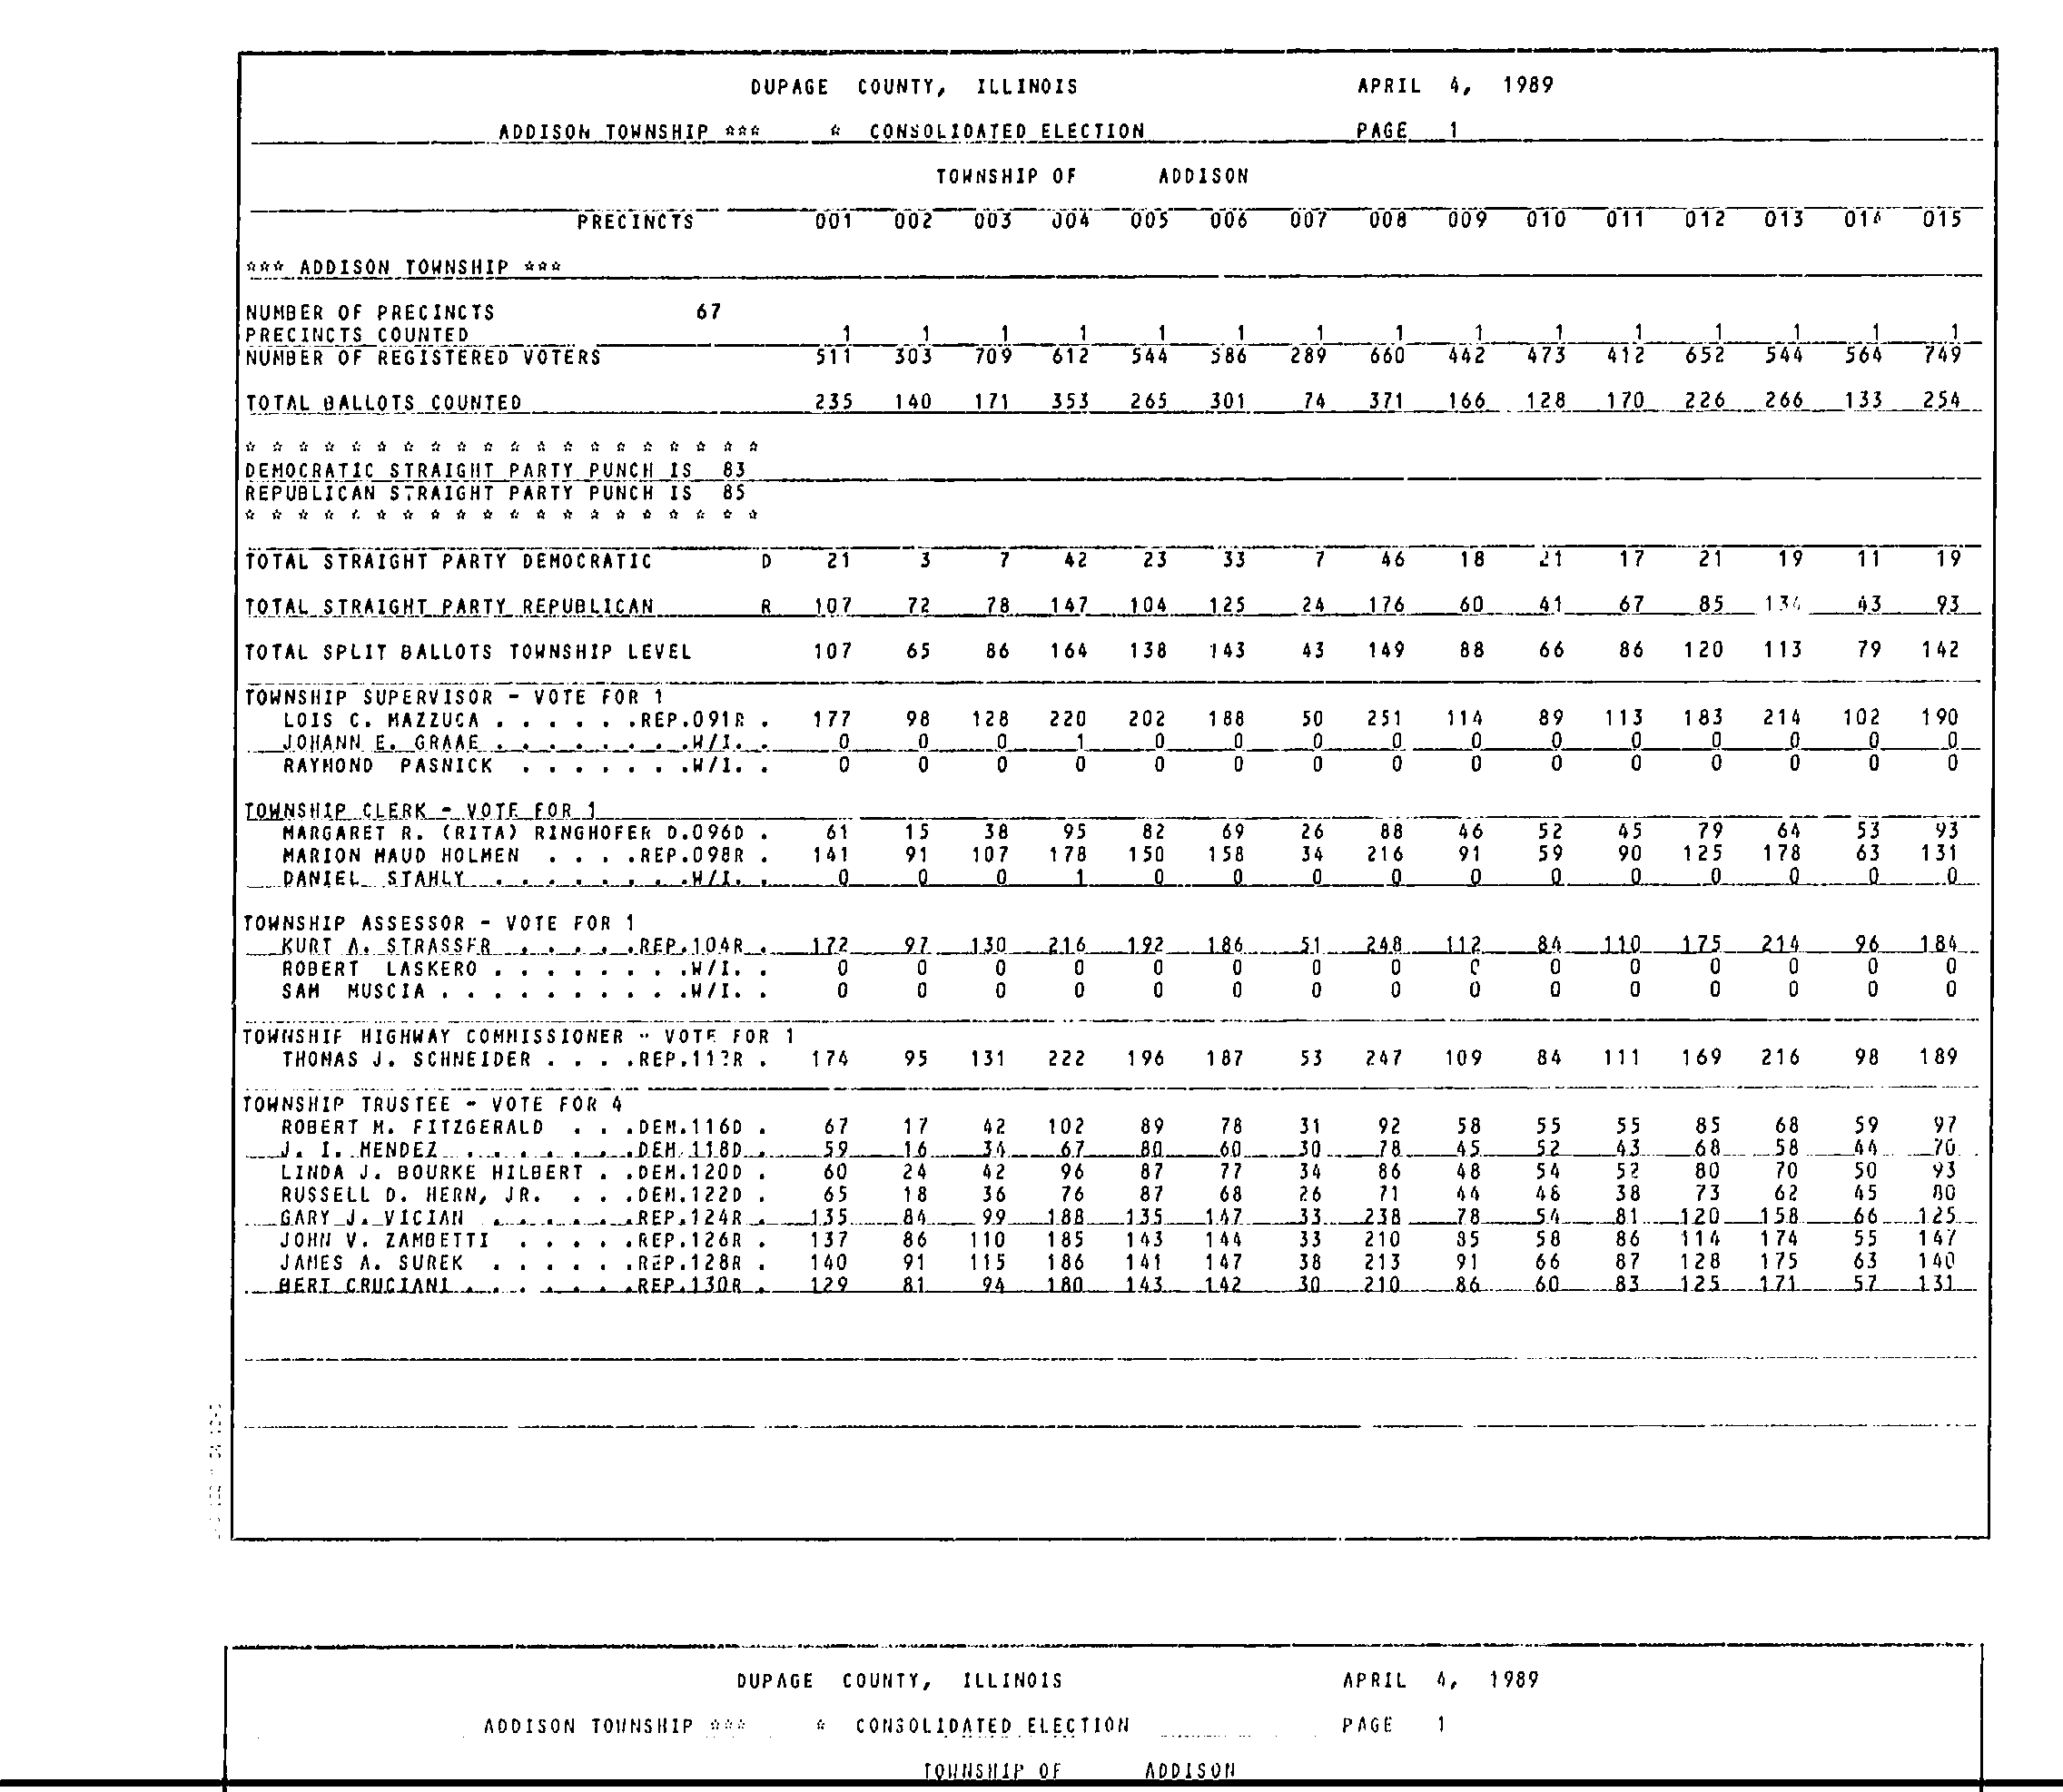 DUPAGE COUNTY, ILLINOIS APRIL 4, 1989
ADDISON TOWNSHIP *** * CONSOLIDATED ELECTION PAGE 1
TOWNSHIP OF ADDISON
PRECINCTS 001 002 003 004 005 006 007 008 009 010 011 012 013 014 015
*** ADDISON TOWNSHIP ***
NUMBER OF PRECINCTS 67
PRECINCTS COUNTED 1 1 1 1 1 1 1 1 1 1 1 1 1 1 1
NUMBER OF REGISTERED VOTERS 511 303 709 612 544 586 289 660 442 473 412 652 544 564 749
TOTAL BALLOTS COUNTED 235 140 171 353 265 301 74 371 166 128 170 226 266 133 254
* * * * * * * * * * * * * * * * * * * *
DEMOCRATIC STRAIGHT PARTY PUNCH IS 83
REPUBLICAN STRAIGHT PARTY PUNCH IS 85
* * * * * * * * * * * * * * * * * * * *
TOTAL STRAIGHT PARTY DEMOCRATIC D 21 3 7 42 23 33 7 46 18 21 17 21 19 11 19
TOTAL STRAIGHT PARTY REPUBLICAN R 107 72 78 147 104 125 24 176 60 41 67 85 134 43 93
TOTAL SPLIT BALLOTS TOWNSHIP LEVEL 107 65 86 164 138 143 43 149 88 66 86 120 113 79 142
TOWNSHIP SUPERVISOR - VOTE FOR 1
LOIS C. MAZZUCA . . . . . .REP.091R . 177 98 128 220 202 188 50 251 114 89 113 183 214 102 190
JOHANN E. GRAAE . . . . . . . .W/I. . 0 0 0 1 0 0 0 0 0 0 0 0 0 0 0
RAYMOND PASNICK . . . . . . .W/I. . 0 0 0 0 0 0 0 0 0 0 0 0 0 0 0
TOWNSHIP CLERK - VOTE FOR 1
MARGARET R. (RITA) RINGHOFER D.096D . 61 15 38 95 82 69 26 88 46 52 45 79 64 53 93
MARION MAUD HOLMEN . . . .REP.098R . 141 91 107 178 150 158 34 216 91 59 90 125 178 63 131
DANIEL STAHLY . . . . . . . .W/I. . 0 0 0 1 0 0 0 0 0 0 0 0 0 0 0
TOWNSHIP ASSESSOR - VOTE FOR 1
KURT A. STRASSER . . . . .REP.104R . 172 97 130 216 192 186 51 248 112 84 110 175 214 96 184
ROBERT LASKERO . . . . . . . .W/I. . 0 0 0 0 0 0 0 0 0 0 0 0 0 0 0
SAM MUSCIA . . . . . . . . . .W/I. . 0 0 0 0 0 0 0 0 0 0 0 0 0 0 0
TOWNSHIP HIGHWAY COMMISSIONER - VOTE FOR 1
THOMAS J. SCHNEIDER . . . .REP.112R . 174 95 131 222 196 187 53 247 109 84 111 169 216 98 189
TOWNSHIP TRUSTEE - VOTE FOR 4
ROBERT M. FITZGERALD . . .DEM.116D . 67 17 42 102 89 78 31 92 58 55 55 85 68 59 97
J. I. MENDEZ . . . . . . .DEM.118D . 59 16 34 67 80 60 30 78 45 52 43 68 58 44 70
LINDA J. BOURKE HILBERT . .DEM.120D . 60 24 42 96 87 77 34 86 48 54 52 80 70 50 93
RUSSELL D. HERN, JR. . . .DEM.122D . 65 18 36 76 87 68 26 71 44 48 38 73 62 45 80
GARY J. VICIAN . . . . . .REP.124R . 135 84 99 188 135 147 33 238 78 54 81 120 158 66 125
JOHN V. ZAMBETTI . . . . .REP.126R . 137 86 110 185 143 144 33 210 85 58 86 114 174 55 147
JAMES A. SUREK . . . . . .REP.128R . 140 91 115 186 141 147 38 213 91 66 87 128 175 63 140
BERT CRUCIANI . . . . . . .REP.130R . 129 81 94 180 143 142 30 210 86 60 83 125 171 57 131
DUPAGE COUNTY, ILLINOIS APRIL 4, 1989
ADDISON TOWNSHIP *** * CONSOLIDATED ELECTION PAGE 1
TOWNSHIP OF ADDISON